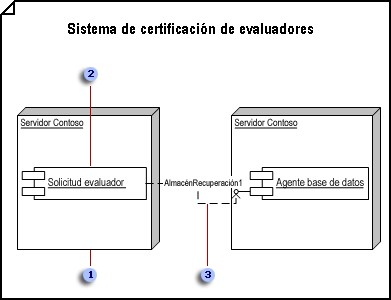 Sistema de certificación de evaluadores
2
Servidor Contoso
Servidor Contoso
Solicitud evaluador
AlmacénRecuperación1
Agente base de datos
1
3